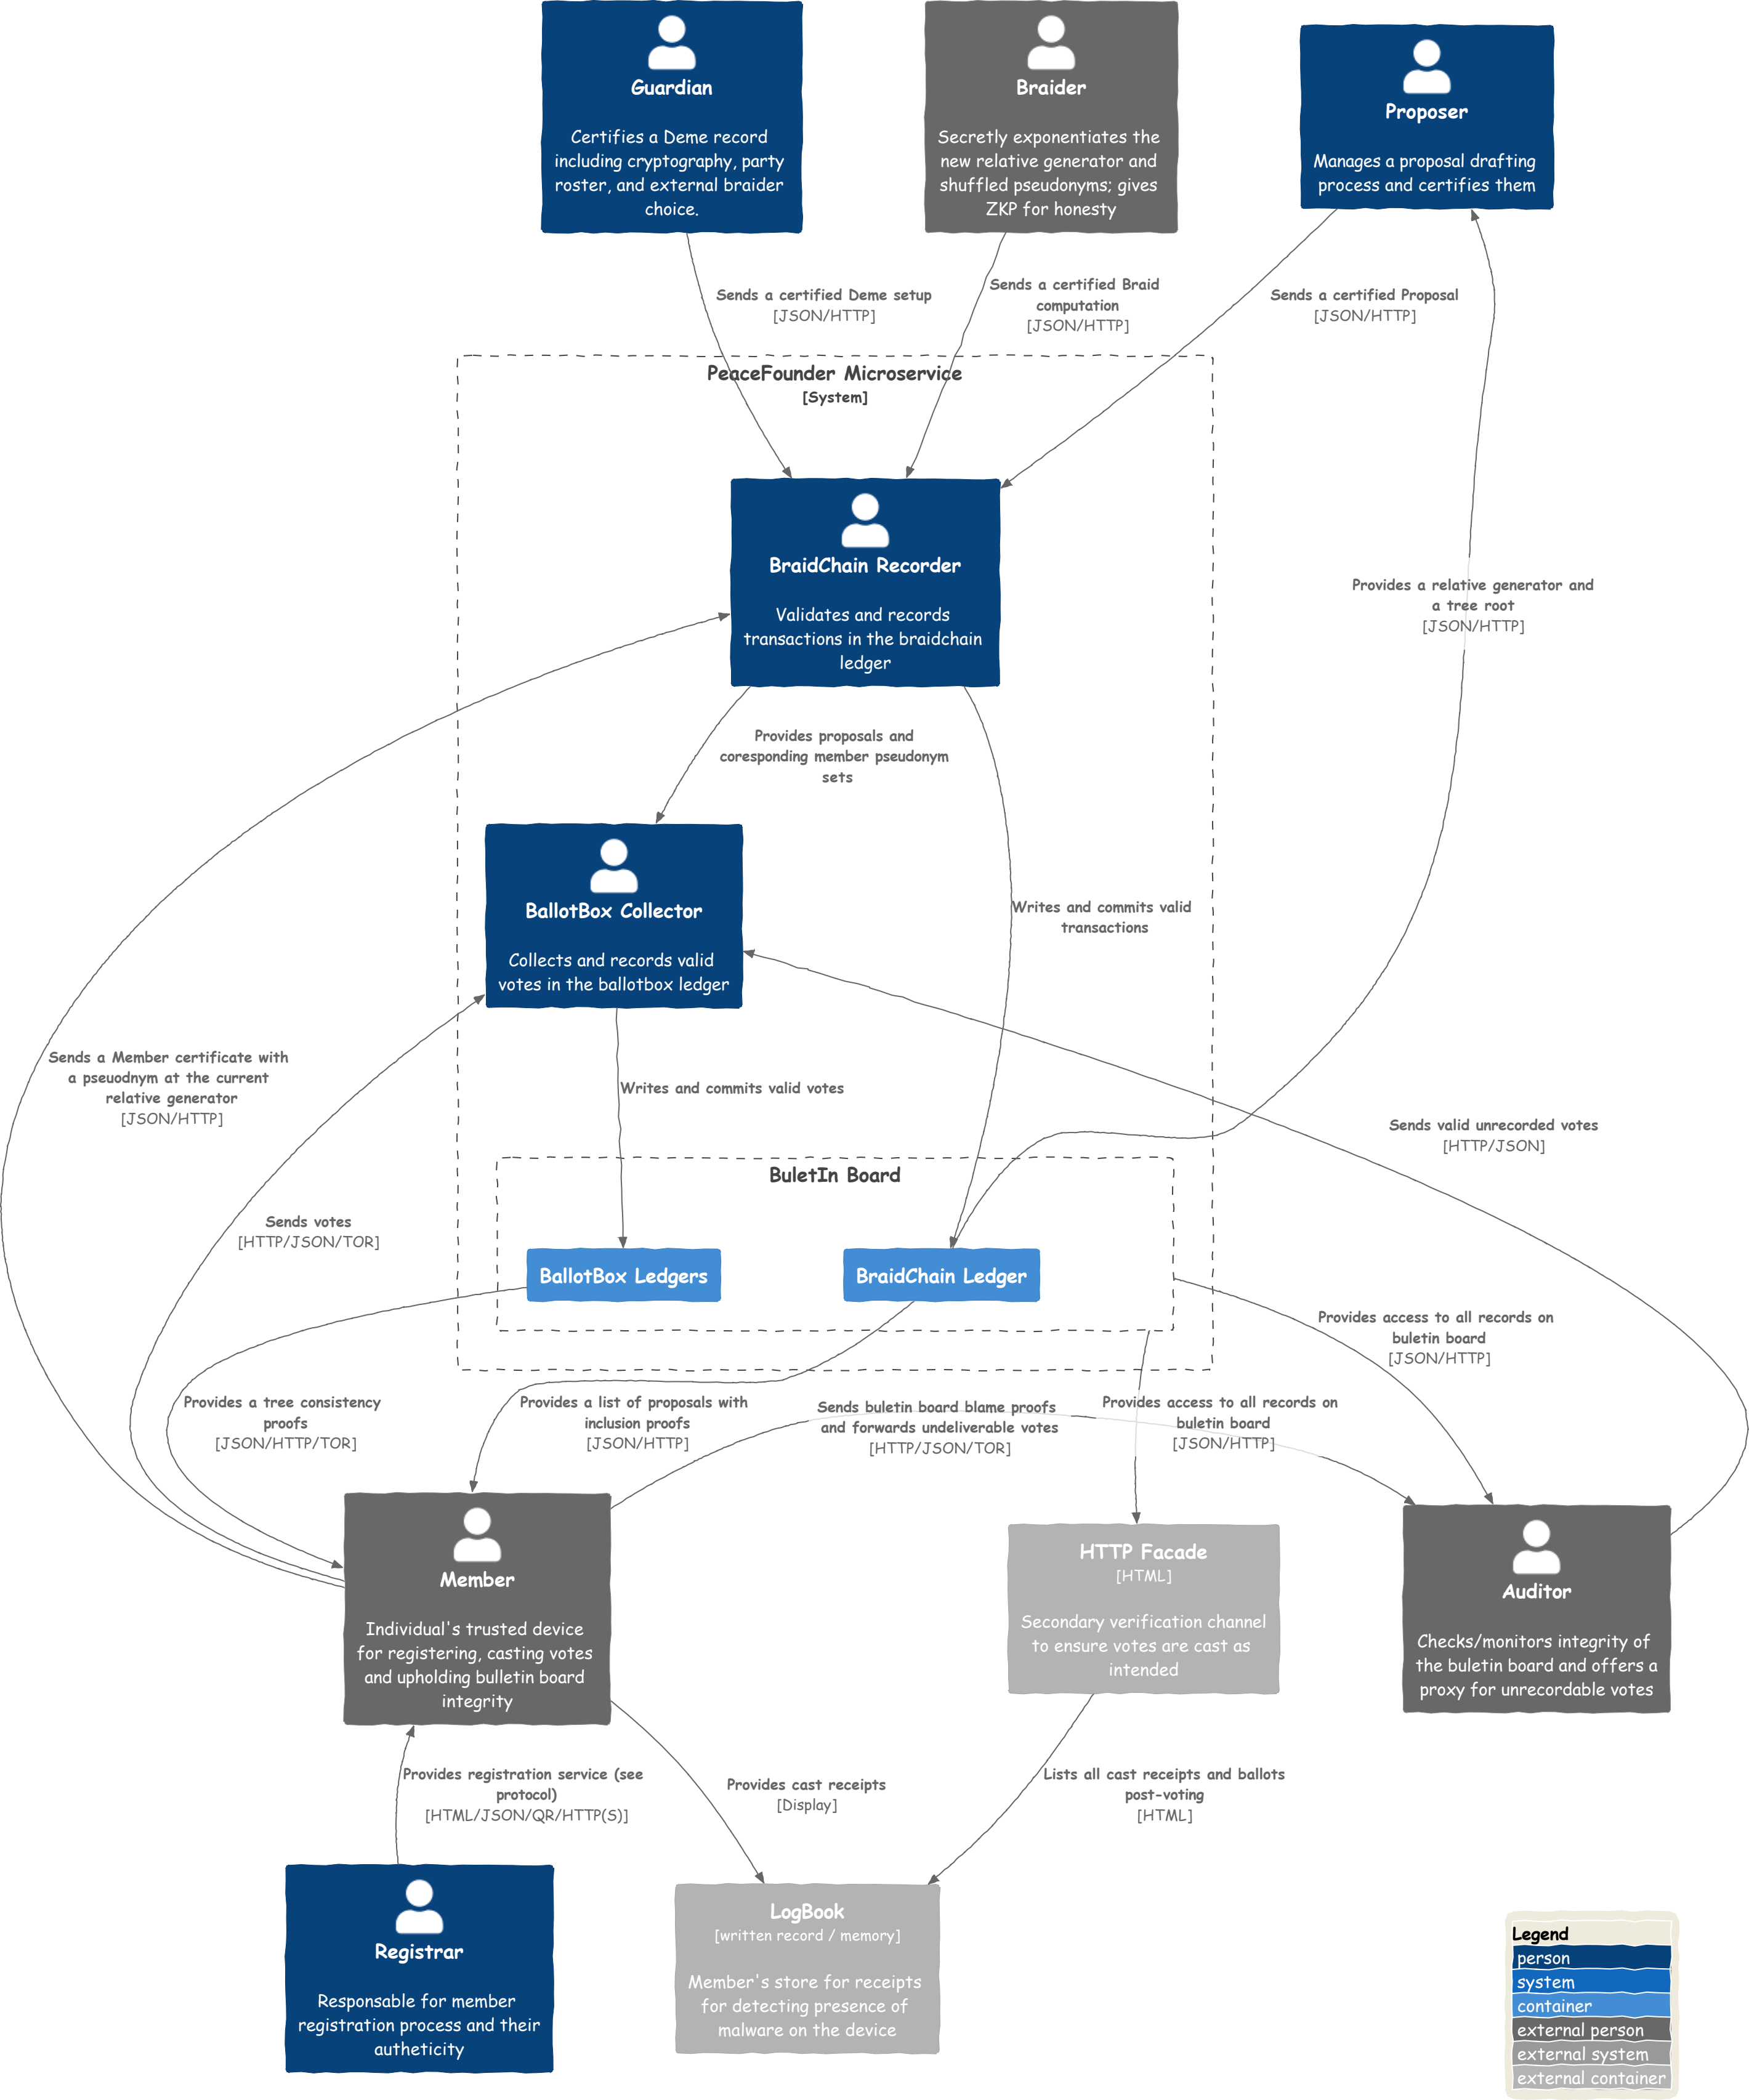 Guardian
Certifies a Deme record
including cryptography, party
roster, and external braider
choice.
Braider
Secretly exponentiates the
new relative generator and
shuffled pseudonyms; gives
ZKP for honesty
Proposer
Manages a proposal drafting
process and certifies them
Sends a certified Deme setup
[JSON/HTTP]
Sends a certified Braid
computation
[JSON/HTTP]
Sends a certified Proposal
[JSON/HTTP]
PeaceFounder Microservice
[System]
BraidChain Recorder
Validates and records
transactions in the braidchain
ledger
Provides a relative generator and
a tree root
[JSON/HTTP]
Provides proposals and
coresponding member pseudonym
sets
BallotBox Collector
Collects and records valid
votes in the ballotbox ledger
Writes and commits valid
transactions
Sends a Member certificate with
a pseuodnym at the current
relative generator
[JSON/HTTP]
Writes and commits valid votes
Sends valid unrecorded votes
[HTTP/JSON]
BuletIn Board
Sends votes
[HTTP/JSON/TOR]
BallotBox Ledgers
BraidChain Ledger
Provides access to all records on
buletin board
[JSON/HTTP]
Provides a tree consistency
proofs
[JSON/HTTP/TOR]
Provides a list of proposals with
inclusion proofs
[JSON/HTTP]
Sends buletin board blame proofs
and forwards undeliverable votes
[HTTP/JSON/TOR]
Provides access to all records on
buletin board
[JSON/HTTP]
Member
Individual's trusted device
for registering, casting votes
and upholding bulletin board
integrity
HTTP Facade
[HTML]
Secondary verification channel
to ensure votes are cast as
intended
Auditor
Checks/monitors integrity of
the buletin board and offers a
proxy for unrecordable votes
Provides registration service (see
protocol)
[HTML/JSON/QR/HTTP(S)]
Provides cast receipts
[Display]
Lists all cast receipts and ballots
post-voting
[HTML]
Registrar
Responsable for member
registration process and their
autheticity
LogBook
[written record / memory]
Member's store for receipts
for detecting presence of
malware on the device
Legend
person
system
container
external person
external system
external container